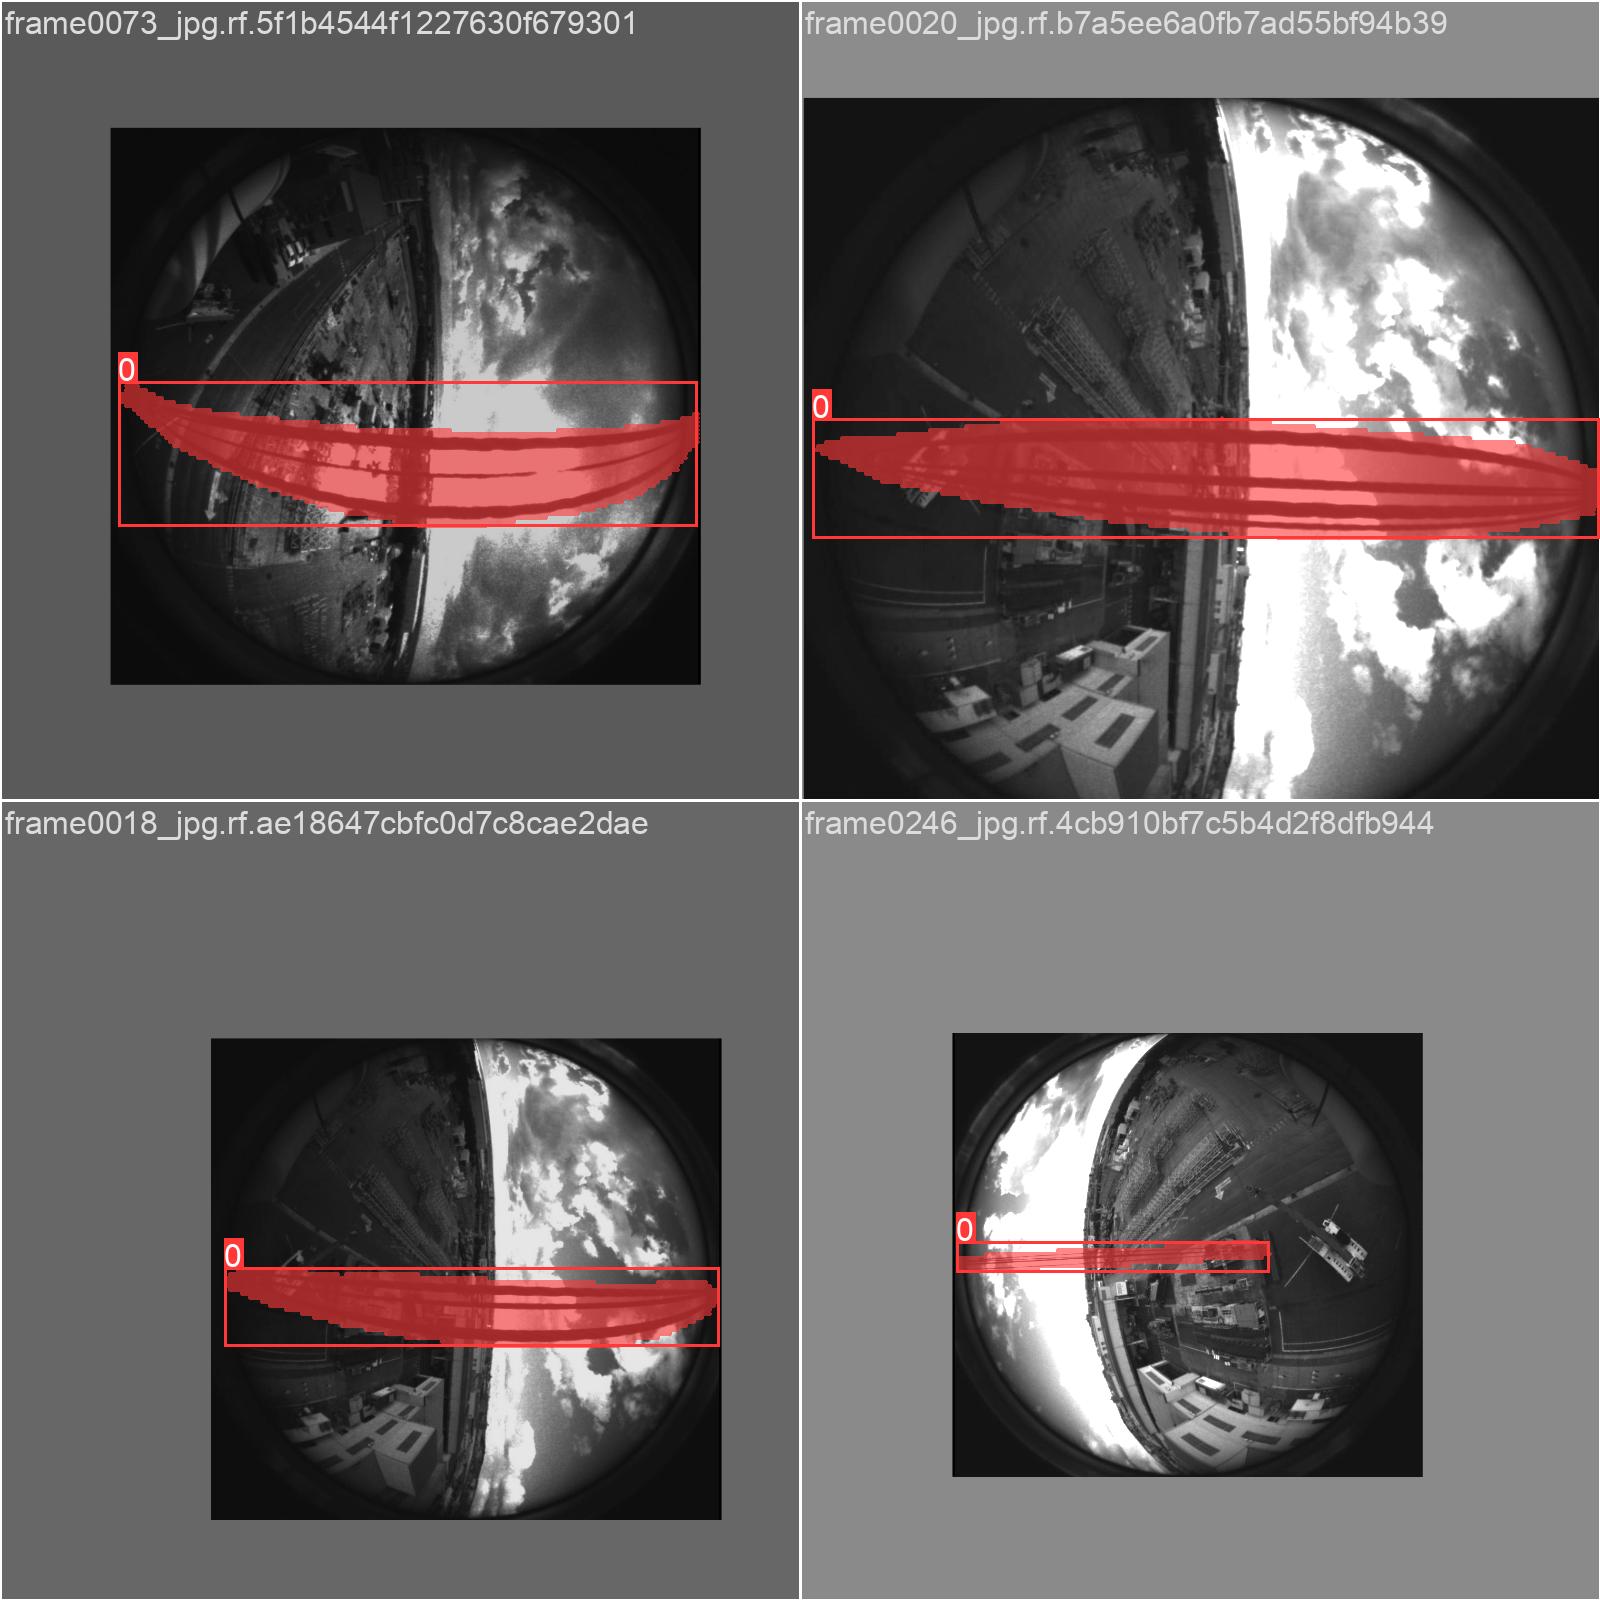 frame0073_jpg.rf.5f1b4544f1227630f679301
frame0020_jpg.rf.b7a5ee6a0fb7ad55bf94b39
0
0
frame0018_jpg.rf.ae18647cbfc0d7c8cae2dae
frame0246_jpg.rf.4cb910bf7c5b4d2f8dfb944
0
0